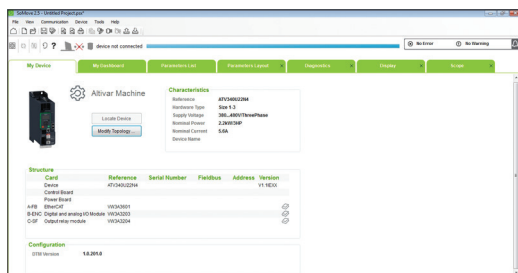 SoMove 2.5 - Untitled Project.psx*
File View Communication Device Tools Help
device not connected
No Error No Warning
My Device My Dashboard Parameters List Parameters Layout Diagnostics Display Scope
Altivar Machine
Locate Device
Modify Topology ...
Characteristics
Reference ATV340U22N4
Hardware Type Size 1-3
Supply Voltage 380...480V/ThreePhase
Nominal Power 2.2kW/3HP
Nominal Current 5.6A
Device Name
Structure
Card Reference Serial Number Fieldbus Address Version
Device ATV340U22N4 V1.1IEXX
Control Board
Power Board
A-FB EtherCAT VW3A3601
B-ENC Digital and analog I/O Module VW3A3203
C-SF Output relay module VW3A3204
Configuration
DTM Version 1.0.201.0